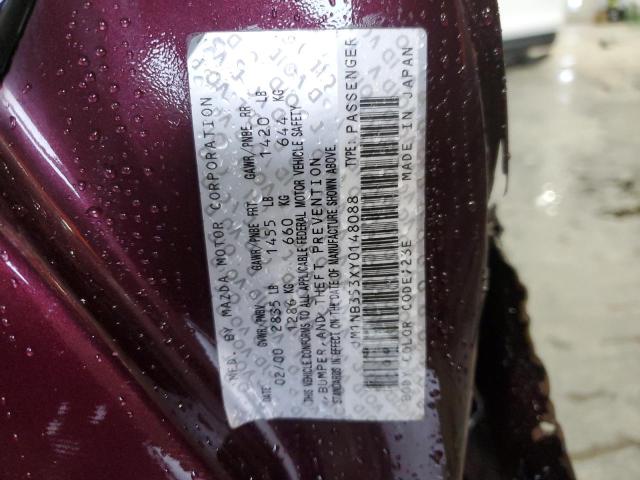 MFD. BY MAZDA MOTOR CORPORATION
GVWR/PNBV GAWR/PNBE FRT GAWR/PNBE RR
02/00 2835 LB 1455 LB 1420 LB
1286 KG 660 KG 644 KG
THIS VEHICLE CONFORMS TO ALL APPLICABLE FEDERAL MOTOR VEHICLE SAFETY
*BUMPER, AND THEFT PREVENTION
STANDARDS IN EFFECT ON THE DATE OF MANUFACTURE SHOWN ABOVE.
JM1NB353XY0148088 TYPE: PASSENGER
BODY COLOR CODE: 23E MADE IN JAPAN